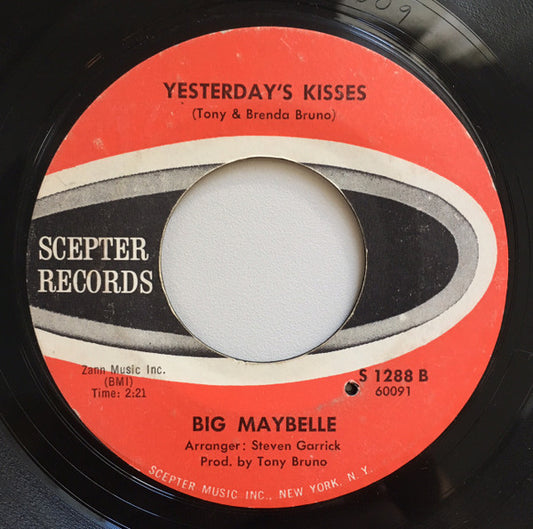 YESTERDAY'S KISSES
(Tony & Brenda Bruno)
SCEPTER
RECORDS
Zann Music Inc.
(BMI)
Time: 2:21
S 1288 B
60091
BIG MAYBELLE
Arranger: Steven Garrick
Prod. by Tony Bruno
SCEPTER MUSIC INC., NEW YORK, N.Y.